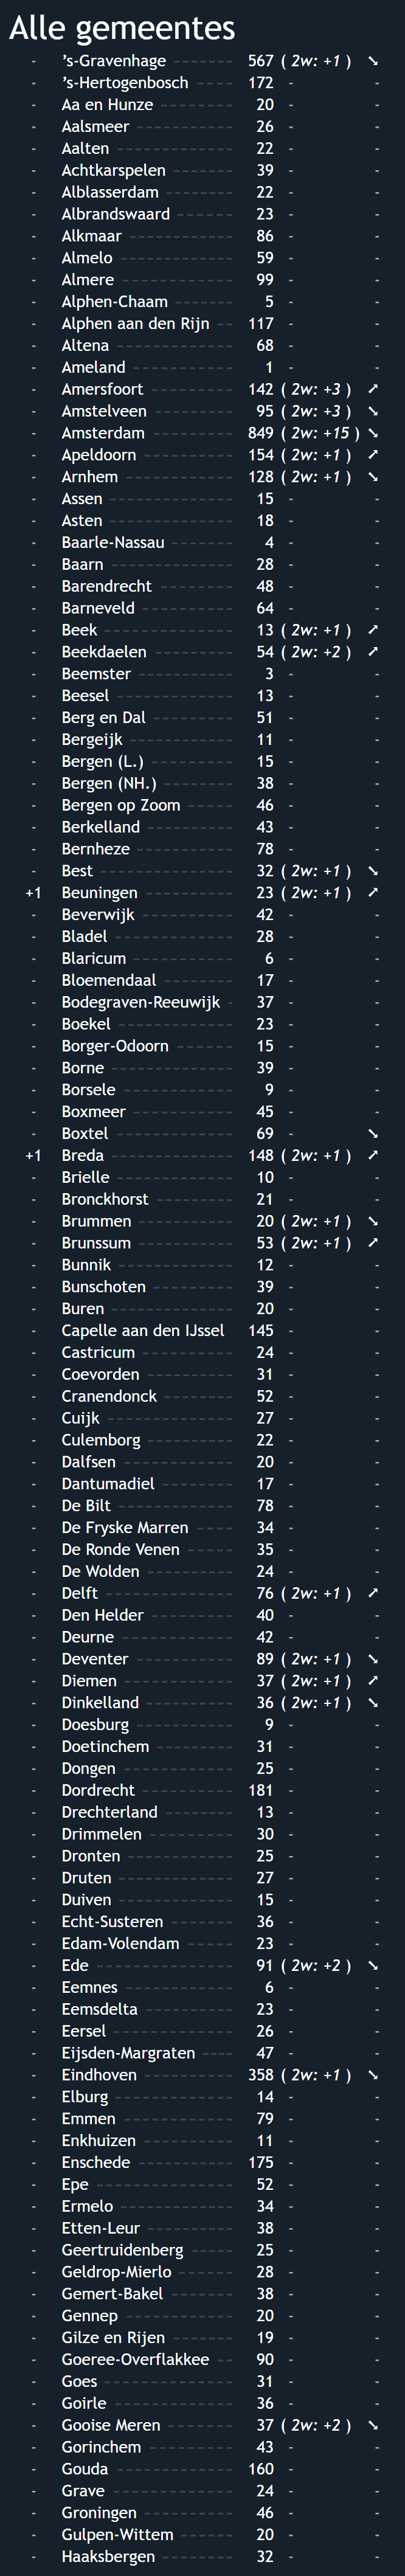 Alle gemeentes
- ’s-Gravenhage ------- 567 ( 2w: +1 ) ➘
- ’s-Hertogenbosch ----- 172 - -
- Aa en Hunze -------- 20 - -
- Aalsmeer ---------- 26 - -
- Aalten ------------ 22 - -
- Achtkarspelen ------- 39 - -
- Alblasserdam -------- 22 - -
- Albrandswaard ------ 23 - -
- Alkmaar ----------- 86 - -
- Almelo ------------ 59 - -
- Almere ------------ 99 - -
- Alphen-Chaam ------- 5 - -
- Alphen aan den Rijn -- 117 - -
- Altena ------------ 68 - -
- Ameland ----------- 1 - -
- Amersfoort --------- 142 ( 2w: +3 ) ➚
- Amstelveen --------- 95 ( 2w: +3 ) ➘
- Amsterdam --------- 849 ( 2w: +15 ) ➘
- Apeldoorn ---------- 154 ( 2w: +1 ) ➚
- Arnhem ----------- 128 ( 2w: +1 ) ➘
- Assen ------------ 15 - -
- Asten ------------ 18 - -
- Baarle-Nassau ------- 4 - -
- Baarn ------------ 28 - -
- Barendrecht -------- 48 - -
- Barneveld ---------- 64 - -
- Beek ------------- 13 ( 2w: +1 ) ➚
- Beekdaelen --------- 54 ( 2w: +2 ) ➚
- Beemster ---------- 3 - -
- Beesel ------------ 13 - -
- Berg en Dal --------- 51 - -
- Bergeijk ----------- 11 - -
- Bergen (L.) --------- 15 - -
- Bergen (NH.) -------- 38 - -
- Bergen op Zoom ----- 46 - -
- Berkelland --------- 43 - -
- Bernheze ---------- 78 - -
- Best ------------- 32 ( 2w: +1 ) ➘
+1 Beuningen --------- 23 ( 2w: +1 ) ➚
- Beverwijk ---------- 42 - -
- Bladel ------------ 28 - -
- Blaricum ----------- 6 - -
- Bloemendaal ------- 17 - -
- Bodegraven-Reeuwijk - 37 - -
- Boekel ------------ 23 - -
- Borger-Odoorn ------ 15 - -
- Borne ------------ 39 - -
- Borsele ----------- 9 - -
- Boxmeer ---------- 45 - -
- Boxtel ------------ 69 - ➘
+1 Breda ------------ 148 ( 2w: +1 ) ➚
- Brielle ------------ 10 - -
- Bronckhorst -------- 21 - -
- Brummen ---------- 20 ( 2w: +1 ) ➘
- Brunssum ---------- 53 ( 2w: +1 ) ➚
- Bunnik ------------ 12 - -
- Bunschoten --------- 39 - -
- Buren ------------ 20 - -
- Capelle aan den IJssel 145 - -
- Castricum ---------- 24 - -
- Coevorden --------- 31 - -
- Cranendonck ------- 52 - -
- Cuijk ------------- 27 - -
- Culemborg --------- 22 - -
- Dalfsen ----------- 20 - -
- Dantumadiel -------- 17 - -
- De Bilt ------------ 78 - -
- De Fryske Marren ---- 34 - -
- De Ronde Venen ----- 35 - -
- De Wolden --------- 24 - -
- Delft ------------- 76 ( 2w: +1 ) ➚
- Den Helder --------- 40 - -
- Deurne ----------- 42 - -
- Deventer ---------- 89 ( 2w: +1 ) ➘
- Diemen ----------- 37 ( 2w: +1 ) ➚
- Dinkelland --------- 36 ( 2w: +1 ) ➘
- Doesburg ---------- 9 - -
- Doetinchem -------- 31 - -
- Dongen ----------- 25 - -
- Dordrecht --------- 181 - -
- Drechterland ------- 13 - -
- Drimmelen --------- 30 - -
- Dronten ----------- 25 - -
- Druten ------------ 27 - -
- Duiven ------------ 15 - -
- Echt-Susteren ------- 36 - -
- Edam-Volendam ----- 23 - -
- Ede -------------- 91 ( 2w: +2 ) ➘
- Eemnes ----------- 6 - -
- Eemsdelta --------- 23 - -
- Eersel ------------ 26 - -
- Eijsden-Margraten ---- 47 - -
- Eindhoven --------- 358 ( 2w: +1 ) ➘
- Elburg ------------ 14 - -
- Emmen ----------- 79 - -
- Enkhuizen --------- 11 - -
- Enschede ---------- 175 - -
- Epe -------------- 52 - -
- Ermelo ------------ 34 - -
- Etten-Leur --------- 38 - -
- Geertruidenberg ----- 25 - -
- Geldrop-Mierlo ------ 28 - -
- Gemert-Bakel ------- 38 - -
- Gennep ----------- 20 - -
- Gilze en Rijen ------- 19 - -
- Goeree-Overflakkee -- 90 - -
- Goes ------------- 31 - -
- Goirle ------------ 36 - -
- Gooise Meren ------- 37 ( 2w: +2 ) ➘
- Gorinchem --------- 43 - -
- Gouda ------------ 160 - -
- Grave ------------ 24 - -
- Groningen --------- 46 - -
- Gulpen-Wittem ------ 20 - -
- Haaksbergen -------- 32 - -